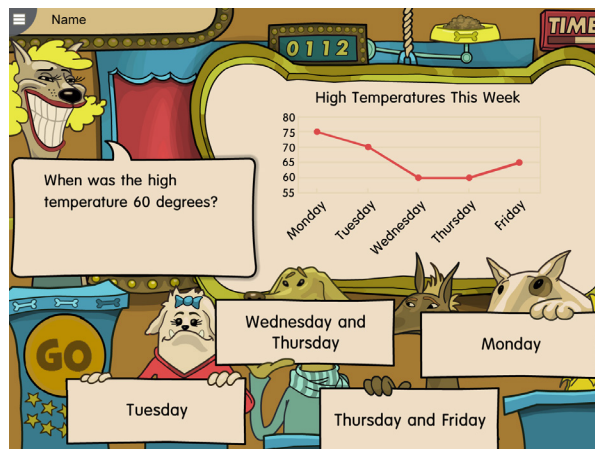 Name
0112
TIME
High Temperatures This Week
80
75
70
65
60
55
Monday
Tuesday
Wednesday
Thursday
Friday
When was the high
temperature 60 degrees?
GO
Wednesday and
Thursday
Monday
Tuesday
Thursday and Friday